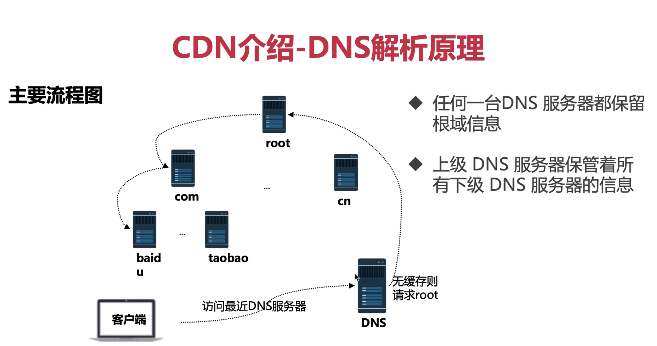 CDN介绍-DNS解析原理
主要流程图
root
com
...
cn
baid
u
...
taobao
访问最近DNS服务器
客户端
DNS
无缓存则
请求root
◆ 任何一台DNS 服务器都保留
根域信息
◆ 上级 DNS 服务器保管着所
有下级 DNS 服务器的信息